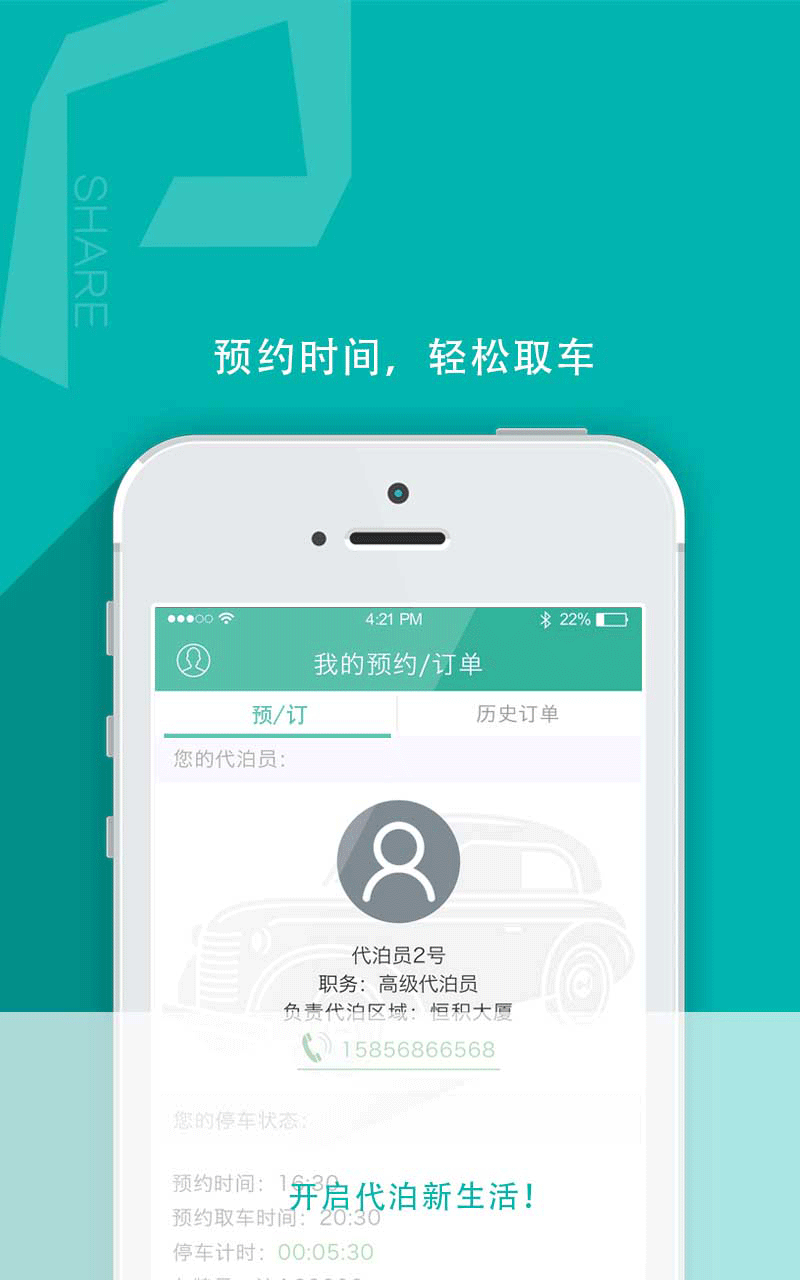 SHARE
预约时间，轻松取车
4:21 PM
22%
我的预约/订单
预/订
历史订单
您的代泊员：
代泊员2号
职务：高级代泊员
负责代泊区域：恒积大厦
15856866568
您的停车状态：
预约时间：16:30
开启代泊新生活！
预约取车时间：20:30
停车计时：00:05:30